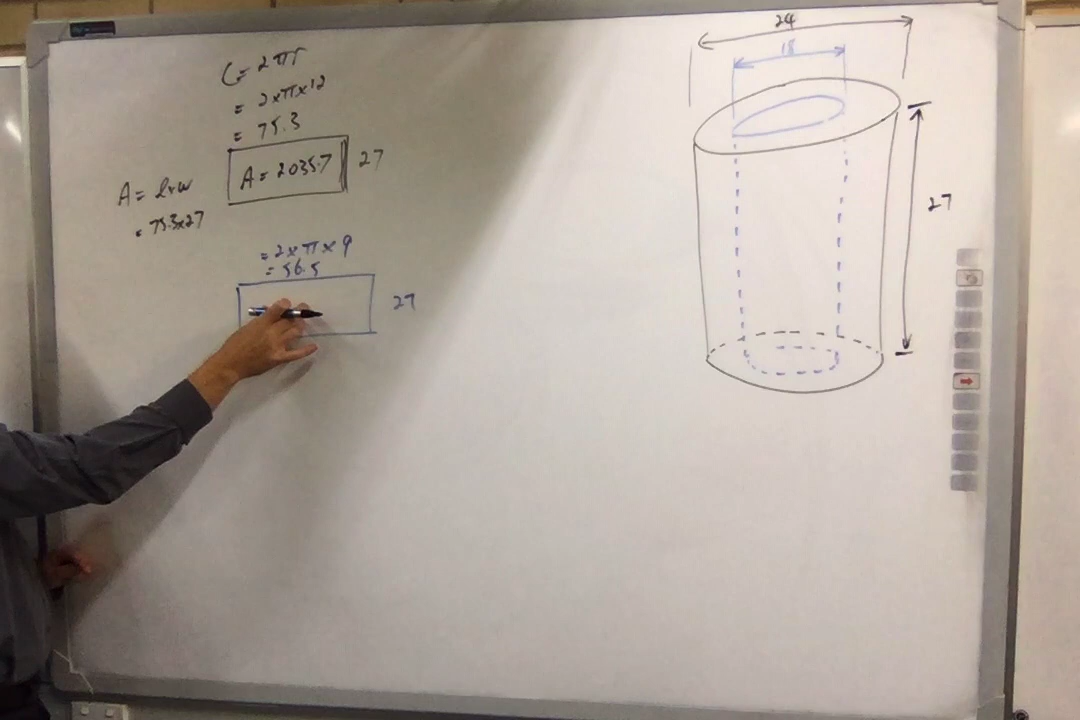 C = 2πr
= 2×π×12
= 75.3
A = 2035.7 27
A = l×w
= 75.3×27
= 2×π×9
= 56.5
27
24
18
27